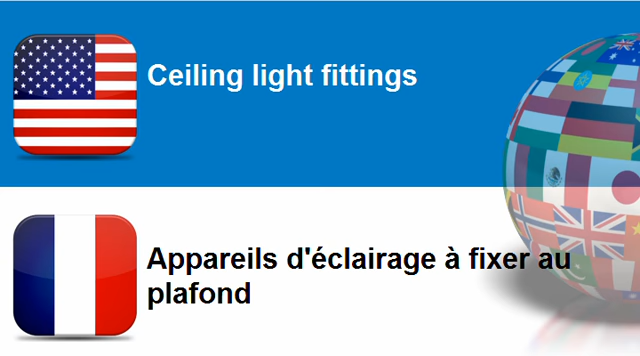 Ceiling light fittings
Appareils d'éclairage à fixer au
plafond